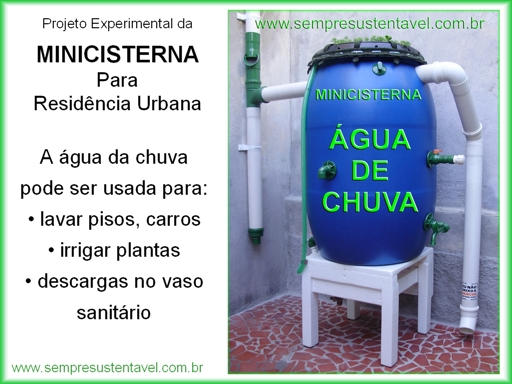 Projeto Experimental da
MINICISTERNA
Para
Residência Urbana
A água da chuva
pode ser usada para:
• lavar pisos, carros
• irrigar plantas
• descargas no vaso
sanitário
www.sempresustentavel.com.br
www.sempresustentavel.com.br
MINICISTERNA
ÁGUA
DE
CHUVA